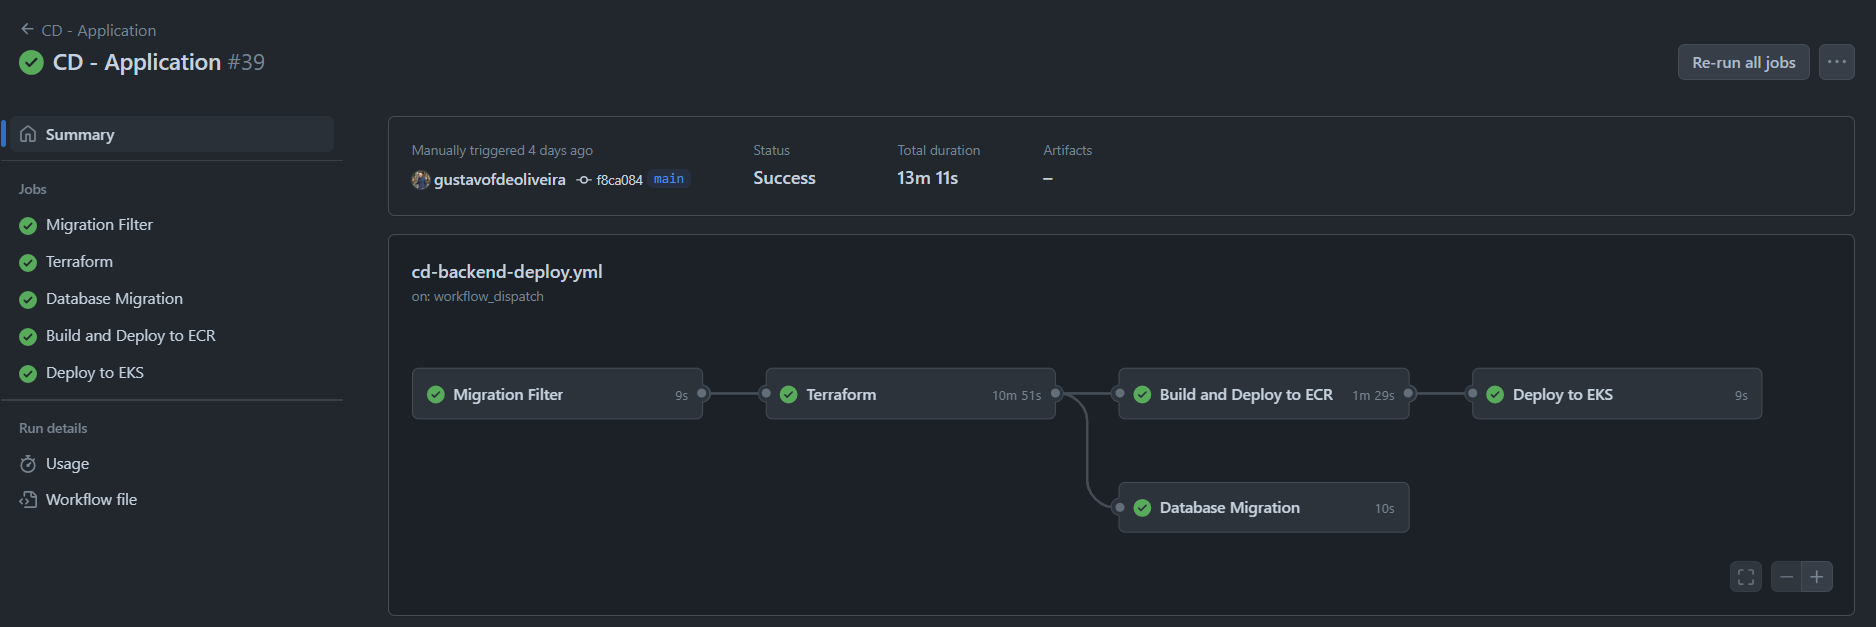 CD - Application
CD - Application #39
Re-run all jobs
Summary
Jobs
Migration Filter
Terraform
Database Migration
Build and Deploy to ECR
Deploy to EKS
Run details
Usage
Workflow file
Manually triggered 4 days ago
gustavofdeoliveira f8ca084 main
Status
Success
Total duration
13m 11s
Artifacts
–
cd-backend-deploy.yml
on: workflow_dispatch
Migration Filter 9s
Terraform 10m 51s
Build and Deploy to ECR 1m 29s
Deploy to EKS 9s
Database Migration 10s